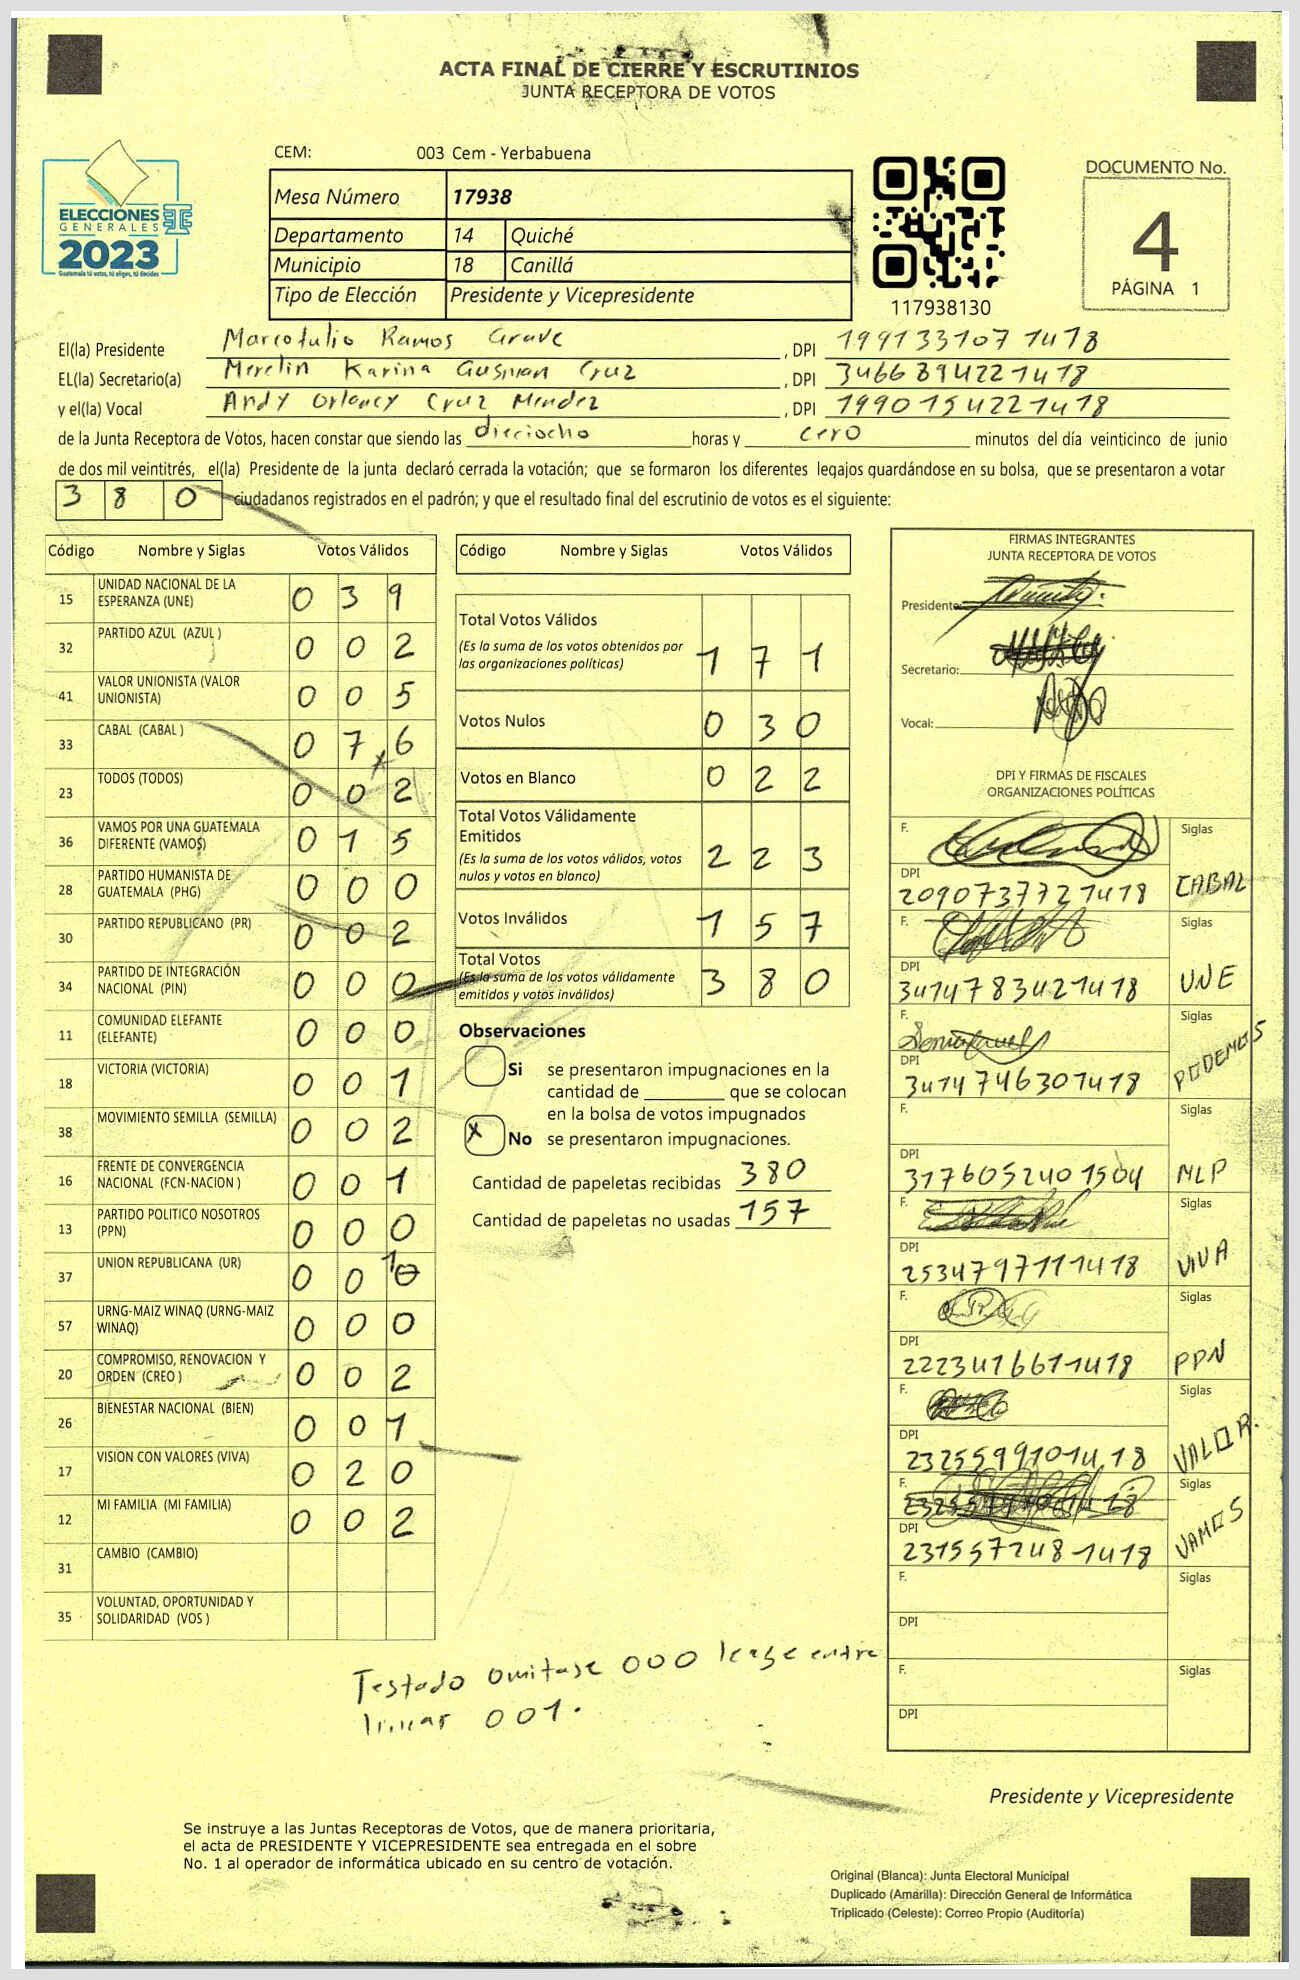 ACTA FINAL DE CIERRE Y ESCRUTINIOS
JUNTA RECEPTORA DE VOTOS
ELECCIONES
GENERALES
2023
Guatemala tú votas, tú eliges, tú decides
CEM: 003 Cem - Yerbabuena
Mesa Número 17938
Departamento 14 Quiché
Municipio 18 Canillá
Tipo de Elección Presidente y Vicepresidente
117938130
DOCUMENTO No.
4
PÁGINA 1
El(la) Presidente Marcotulio Ramos Grave, DPI 1991331071418
EL(la) Secretario(a) Merelin Karina Gusman Cruz, DPI 3466894221418
y el(la) Vocal Andy Orlancy Cruz Mendez, DPI 1990154221418
de la Junta Receptora de Votos, hacen constar que siendo las dieciocho horas y cero minutos del día veinticinco de junio
de dos mil veintitrés, el(la) Presidente de la junta declaró cerrada la votación; que se formaron los diferentes legajos guardándose en su bolsa, que se presentaron a votar
380 ciudadanos registrados en el padrón; y que el resultado final del escrutinio de votos es el siguiente:
Código Nombre y Siglas Votos Válidos
15 UNIDAD NACIONAL DE LA ESPERANZA (UNE) 0 3 9
32 PARTIDO AZUL (AZUL ) 0 0 2
41 VALOR UNIONISTA (VALOR UNIONISTA) 0 0 5
33 CABAL (CABAL ) 0 7 6
23 TODOS (TODOS) 0 0 2
36 VAMOS POR UNA GUATEMALA DIFERENTE (VAMOS) 0 1 5
28 PARTIDO HUMANISTA DE GUATEMALA (PHG) 0 0 0
30 PARTIDO REPUBLICANO (PR) 0 0 2
34 PARTIDO DE INTEGRACIÓN NACIONAL (PIN) 0 0 0
11 COMUNIDAD ELEFANTE (ELEFANTE) 0 0 0
18 VICTORIA (VICTORIA) 0 0 1
38 MOVIMIENTO SEMILLA (SEMILLA) 0 0 2
16 FRENTE DE CONVERGENCIA NACIONAL (FCN-NACION ) 0 0 1
13 PARTIDO POLITICO NOSOTROS (PPN) 0 0 0
37 UNION REPUBLICANA (UR) 0 0 1 0
57 URNG-MAIZ WINAQ (URNG-MAIZ WINAQ) 0 0 0
20 COMPROMISO, RENOVACION Y ORDEN (CREO ) 0 0 2
26 BIENESTAR NACIONAL (BIEN) 0 0 1
17 VISION CON VALORES (VIVA) 0 2 0
12 MI FAMILIA (MI FAMILIA) 0 0 2
31 CAMBIO (CAMBIO)
35 VOLUNTAD, OPORTUNIDAD Y SOLIDARIDAD (VOS )
Código Nombre y Siglas Votos Válidos
Total Votos Válidos 1 7 1
(Es la suma de los votos obtenidos por
las organizaciones políticas)
Votos Nulos 0 3 0
Votos en Blanco 0 2 2
Total Votos Válidamente
Emitidos 2 2 3
(Es la suma de los votos válidos, votos
nulos y votos en blanco)
Votos Inválidos 1 5 7
Total Votos 3 8 0
(Es la suma de los votos válidamente
emitidos y votos inválidos)
Observaciones
Si se presentaron impugnaciones en la
cantidad de ________ que se colocan
en la bolsa de votos impugnados
X No se presentaron impugnaciones.
Cantidad de papeletas recibidas 380
Cantidad de papeletas no usadas 157
FIRMAS INTEGRANTES
JUNTA RECEPTORA DE VOTOS
Presidente:
Secretario:
Vocal:
DPI Y FIRMAS DE FISCALES
ORGANIZACIONES POLÍTICAS
F. Siglas
DPI 2090737721418 CABAL
F. Siglas
DPI 3414783421418 UNE
F. Siglas
DPI 3414746301418 PODEMOS
F. Siglas
DPI 3176052401504 MLP
F. Siglas
DPI 2534797111418 VIVA
F. Siglas
DPI 2223416611418 PPN
F. Siglas
DPI 2325599101418 VALOR.
F. Siglas
DPI 2315572481418 VAMOS
F. Siglas
DPI
F. Siglas
DPI
Testado omitase 000 lease entre
linear 001.
Presidente y Vicepresidente
Se instruye a las Juntas Receptoras de Votos, que de manera prioritaria,
el acta de PRESIDENTE Y VICEPRESIDENTE sea entregada en el sobre
No. 1 al operador de informática ubicado en su centro de votación.
Original (Blanca): Junta Electoral Municipal
Duplicado (Amarilla): Dirección General de Informática
Triplicado (Celeste): Correo Propio (Auditoría)